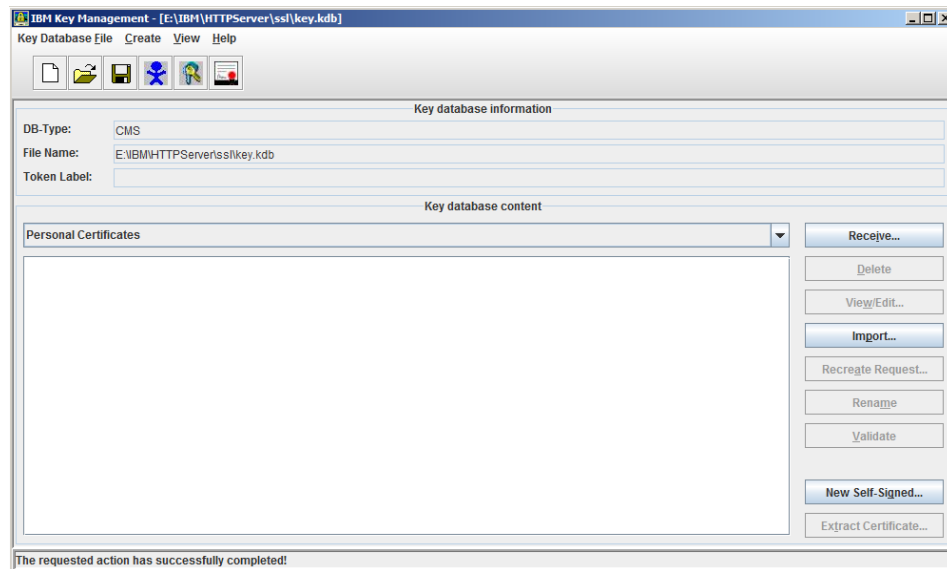 IBM Key Management - [E:\IBM\HTTPServer\ssl\key.kdb]
Key Database File Create View Help
Key database information
DB-Type: CMS
File Name: E:\IBM\HTTPServer\ssl\key.kdb
Token Label:
Key database content
Personal Certificates
Receive...
Delete
View/Edit...
Import...
Recreate Request...
Rename
Validate
New Self-Signed...
Extract Certificate...
The requested action has successfully completed!